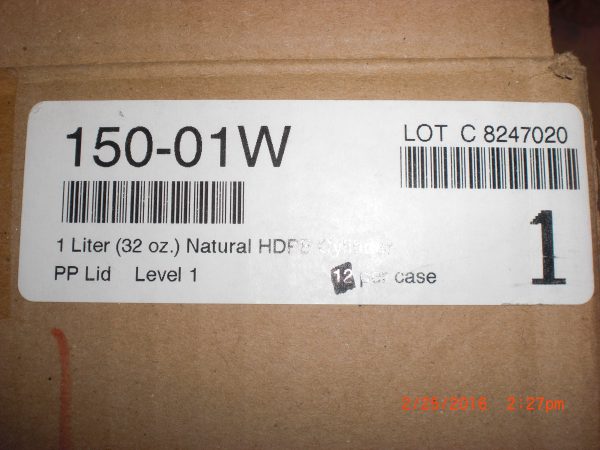 150-01W
LOT C 8247020
1 Liter (32 oz.) Natural HDPE
PP Lid Level 1
12 per case
1
2/25/2016 2:27pm